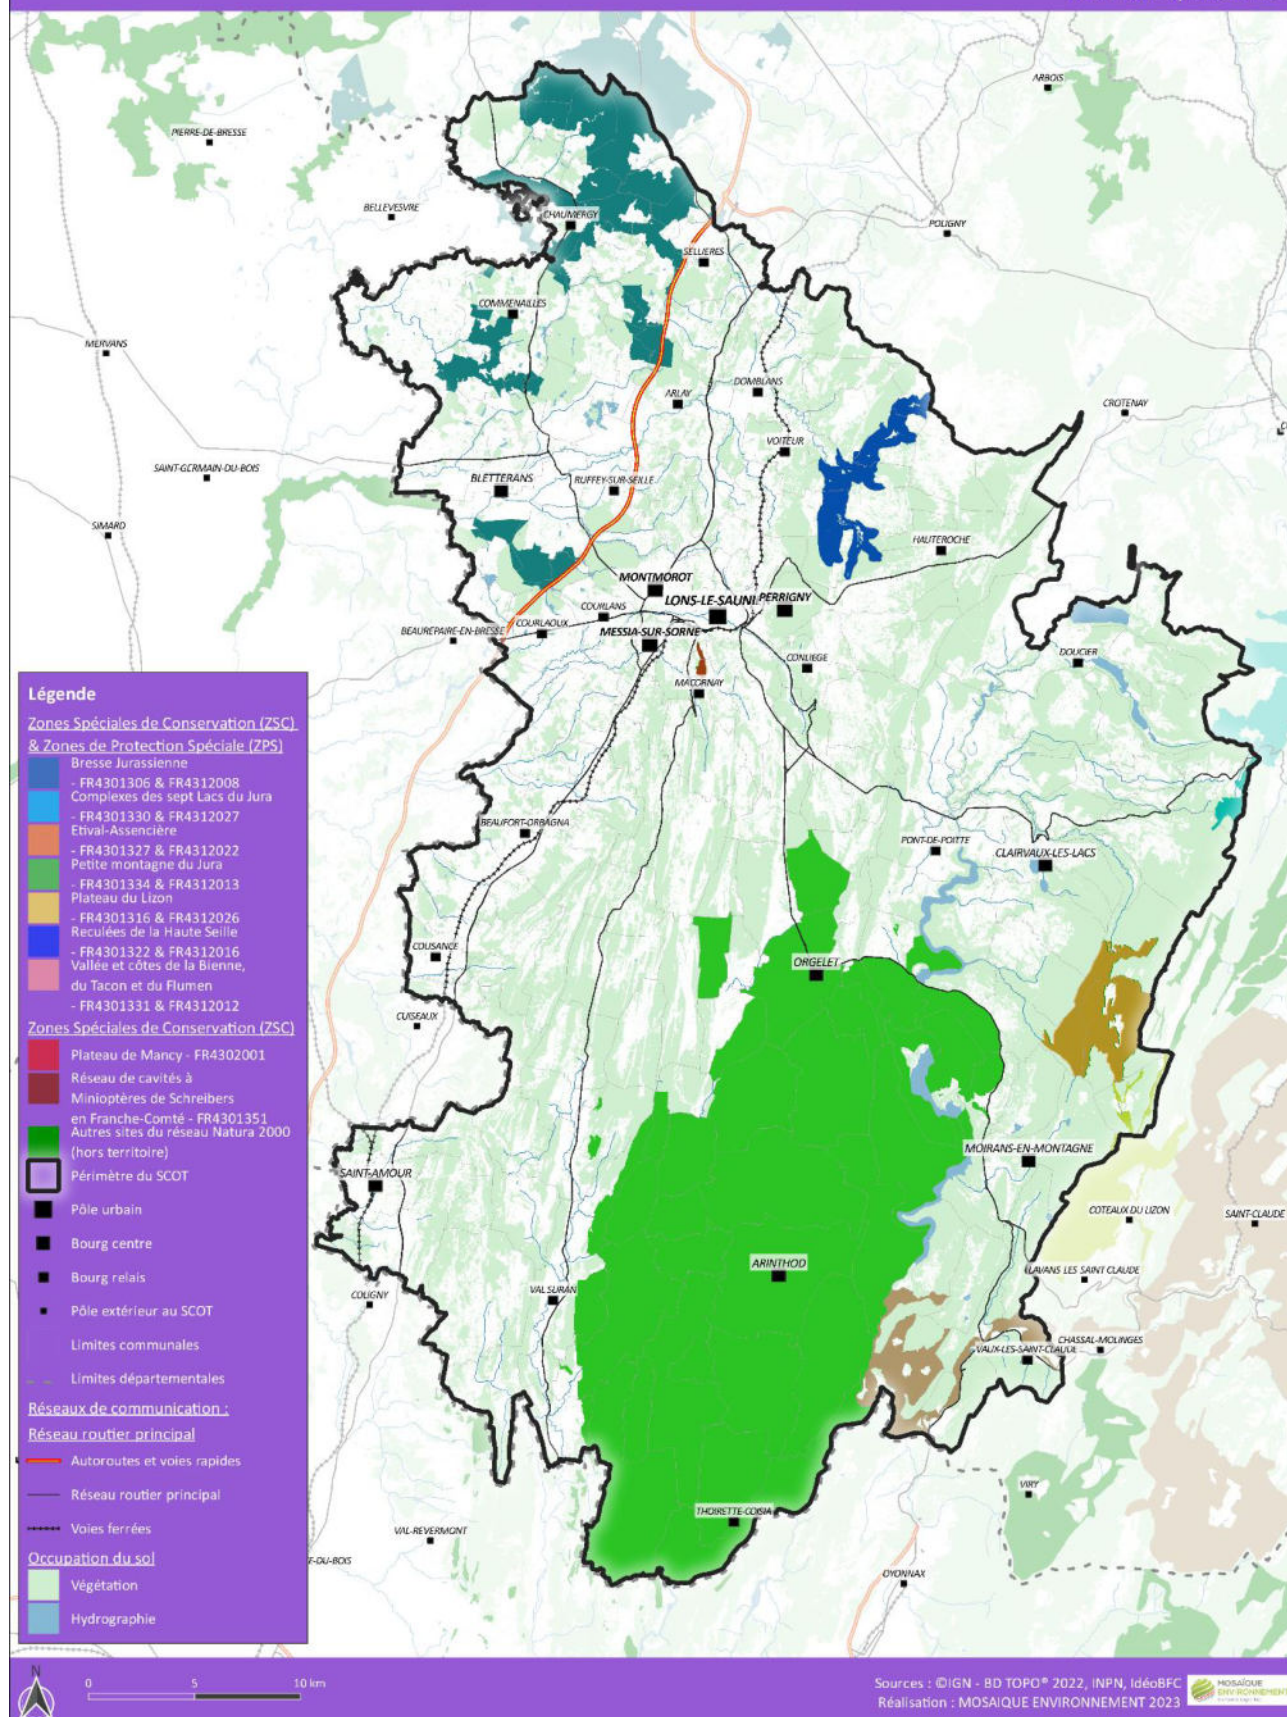 ARBOIS
PIERRE-DE-BRESSE
BELLEVESVRE
CHAUMERGY
POLIGNY
SELLIERES
COMMENAILLES
MERVANS
DOMBLANS
ARLAY
CROTENAY
VOITEUR
SAINT-GERMAIN-DU-BOIS
BLETTERANS
RUFFEY-SUR-SEILLE
SIMARD
HAUTEROCHE
MONTMOROT
LONS-LE-SAUNI
PERRIGNY
COURLANS
COURLAOUX
BEAUREPAIRE-EN-BRESSE
MESSIA-SUR-SORNE
CONLIEGE
DOUCIER
MACORNAY
BEAUFORT-ORBAGNA
PONT-DE-POITTE
CLAIRVAUX-LES-LACS
COUSANCE
ORGELET
CUISEAUX
MOIRANS-EN-MONTAGNE
SAINT-AMOUR
COTEAUX DU LIZON
SAINT-CLAUDE
ARINTHOD
LAVANS LES SAINT CLAUDE
VAL SURAN
COLIGNY
CHASSAL-MOLINGES
VAUX-LES-SAINT-CLAUDE
VIRY
THOIRETTE-COISIA
VAL-REVERMONT
E-DU-BOIS
OYONNAX
Légende
Zones Spéciales de Conservation (ZSC)
& Zones de Protection Spéciale (ZPS)
Bresse Jurassienne
- FR4301306 & FR4312008
Complexes des sept Lacs du Jura
- FR4301330 & FR4312027
Etival-Assencière
- FR4301327 & FR4312022
Petite montagne du Jura
- FR4301334 & FR4312013
Plateau du Lizon
- FR4301316 & FR4312026
Reculées de la Haute Seille
- FR4301322 & FR4312016
Vallée et côtes de la Bienne,
du Tacon et du Flumen
- FR4301331 & FR4312012
Zones Spéciales de Conservation (ZSC)
Plateau de Mancy - FR4302001
Réseau de cavités à
Minioptères de Schreibers
en Franche-Comté - FR4301351
Autres sites du réseau Natura 2000
(hors territoire)
Périmètre du SCOT
Pôle urbain
Bourg centre
Bourg relais
Pôle extérieur au SCOT
Limites communales
Limites départementales
Réseaux de communication :
Réseau routier principal
Autoroutes et voies rapides
Réseau routier principal
Voies ferrées
Occupation du sol
Végétation
Hydrographie
N
0 5 10 km
Sources : ©IGN - BD TOPO® 2022, INPN, IdéoBFC
Réalisation : MOSAIQUE ENVIRONNEMENT 2023
MOSAÏQUE
ENVIRONNEMENT